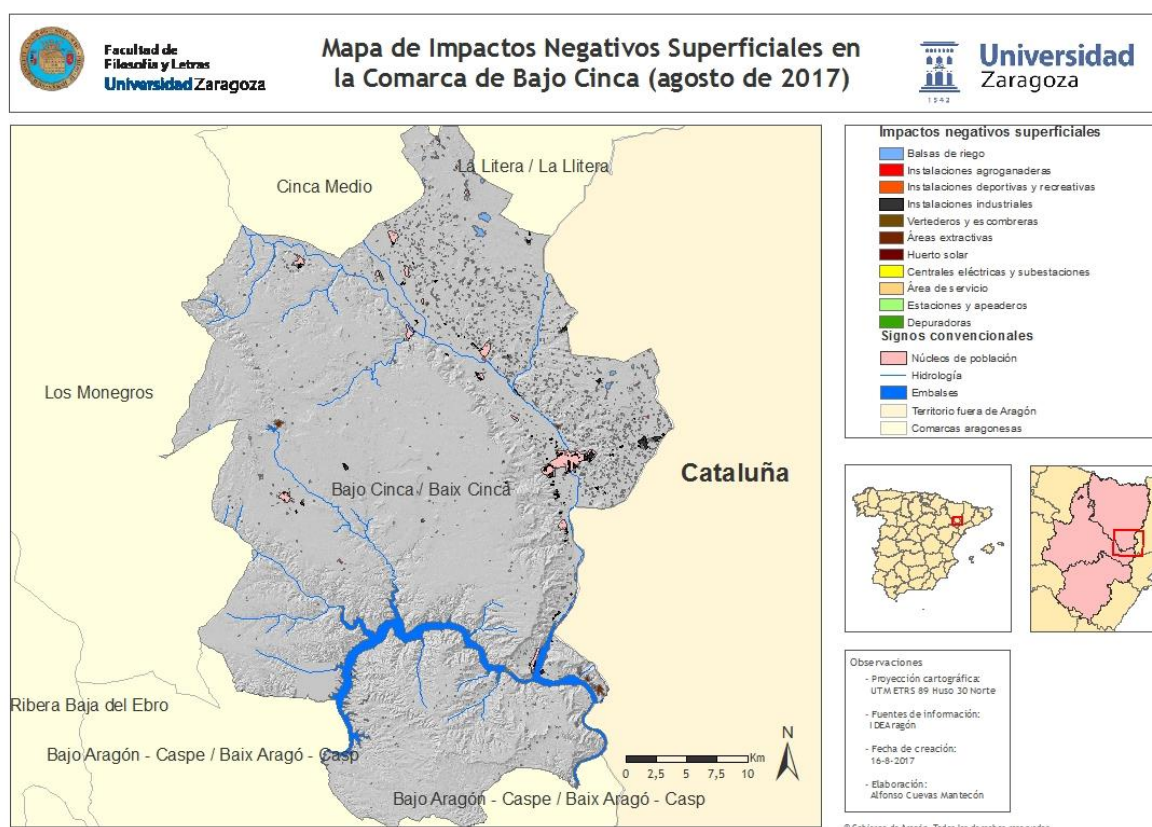 Facultad de
Filosofía y Letras
Universidad Zaragoza
Mapa de Impactos Negativos Superficiales en
la Comarca de Bajo Cinca (agosto de 2017)
1542
Universidad
Zaragoza
La Litera / La Llitera
Cinca Medio
Los Monegros
Bajo Cinca / Baix Cinca
Cataluña
Ribera Baja del Ebro
Bajo Aragón - Caspe / Baix Aragó - Casp
Bajo Aragón - Caspe / Baix Aragó - Casp
N
Km
0 2,5 5 7,5 10
Impactos negativos superficiales
Balsas de riego
Instalaciones agroganaderas
Instalaciones deportivas y recreativas
Instalaciones industriales
Vertederos y escombreras
Áreas extractivas
Huerto solar
Centrales eléctricas y subestaciones
Área de servicio
Estaciones y apeaderos
Depuradoras
Signos convencionales
Núcleos de población
Hidrología
Embalses
Territorio fuera de Aragón
Comarcas aragonesas
Observaciones
- Proyección cartográfica:
UTM ETRS 89 Huso 30 Norte
- Fuentes de información:
IDEAragón
- Fecha de creación:
16-8-2017
- Elaboración:
Alfonso Cuevas Mantecón